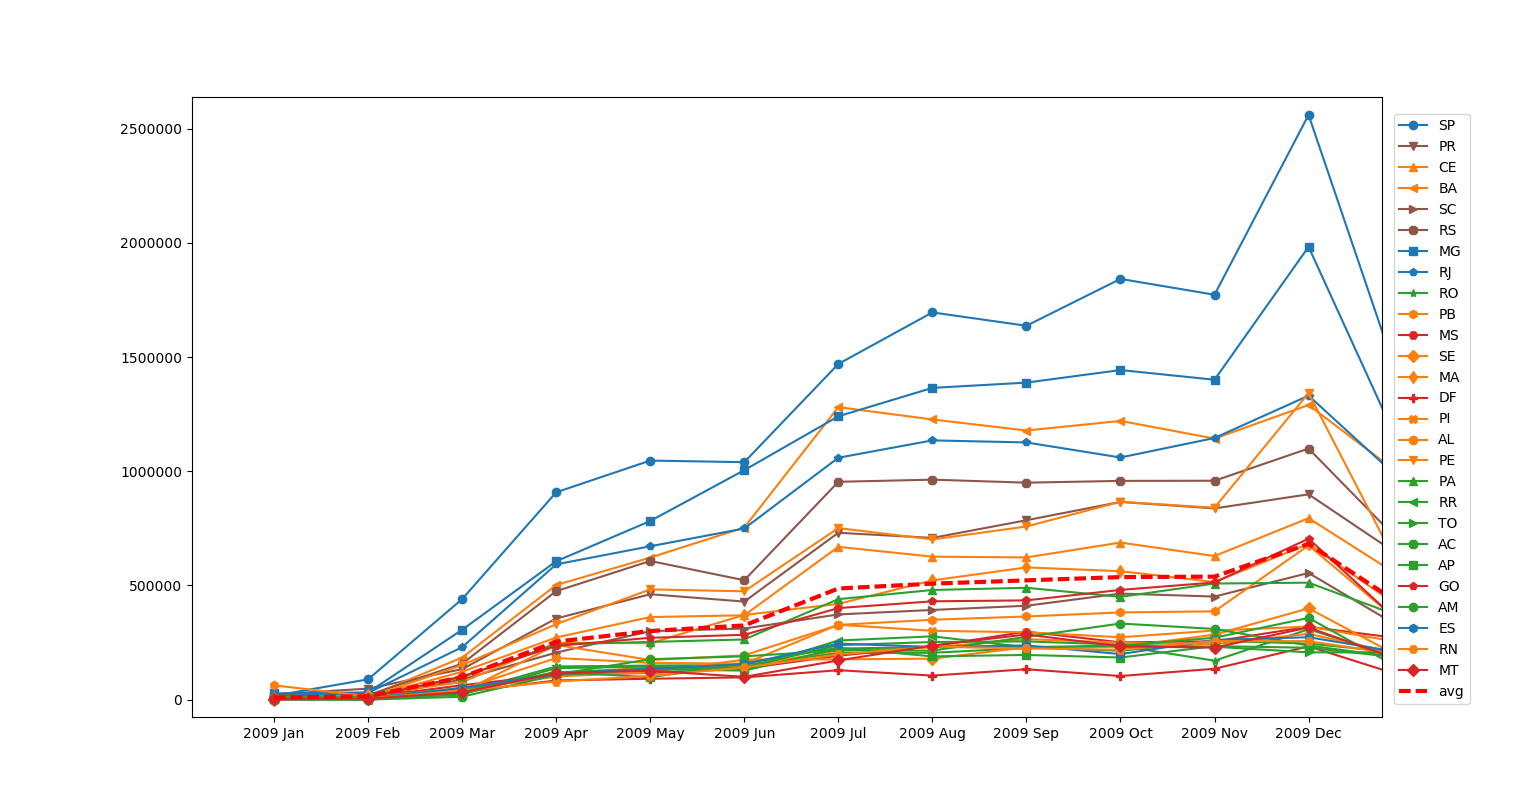 2500000
2000000
1500000
1000000
500000
0
2009 Jan 2009 Feb 2009 Mar 2009 Apr 2009 May 2009 Jun 2009 Jul 2009 Aug 2009 Sep 2009 Oct 2009 Nov 2009 Dec
SP
PR
CE
BA
SC
RS
MG
RJ
RO
PB
MS
SE
MA
DF
PI
AL
PE
PA
RR
TO
AC
AP
GO
AM
ES
RN
MT
avg